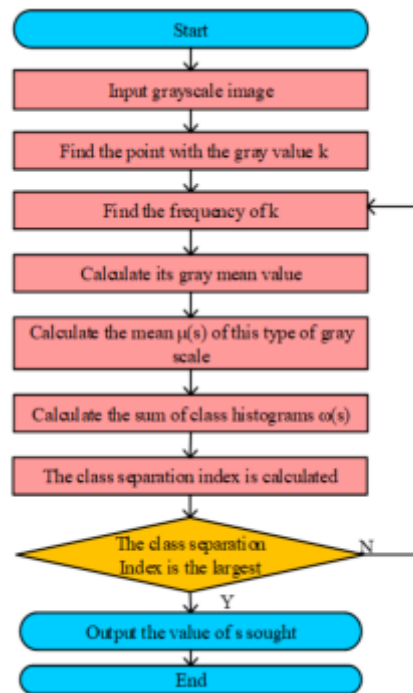 Start
Input grayscale image
Find the point with the gray value k
Find the frequency of k
Calculate its gray mean value
Calculate the mean μ(s) of this type of gray
scale
Calculate the sum of class histograms ω(s)
The class separation index is calculated
The class separation
Index is the largest
N
Y
Output the value of s sought
End